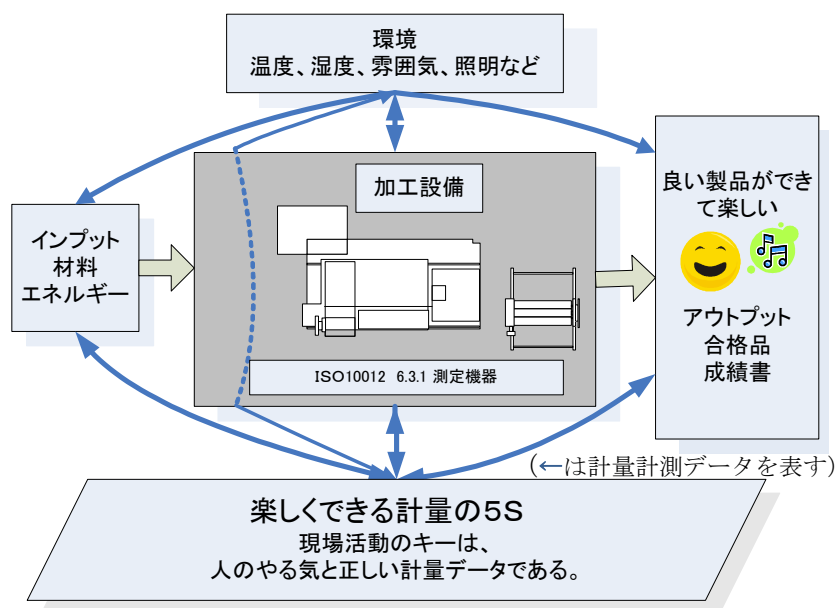 環境
温度、湿度、雰囲気、照明など
加工設備
良い製品ができ
て楽しい
インプット
材料
エネルギー
アウトプット
合格品
成績書
ISO10012 6.3.1 測定機器
(←は計量計測データを表す)
楽しくできる計量の5S
現場活動のキーは、
人のやる気と正しい計量データである。